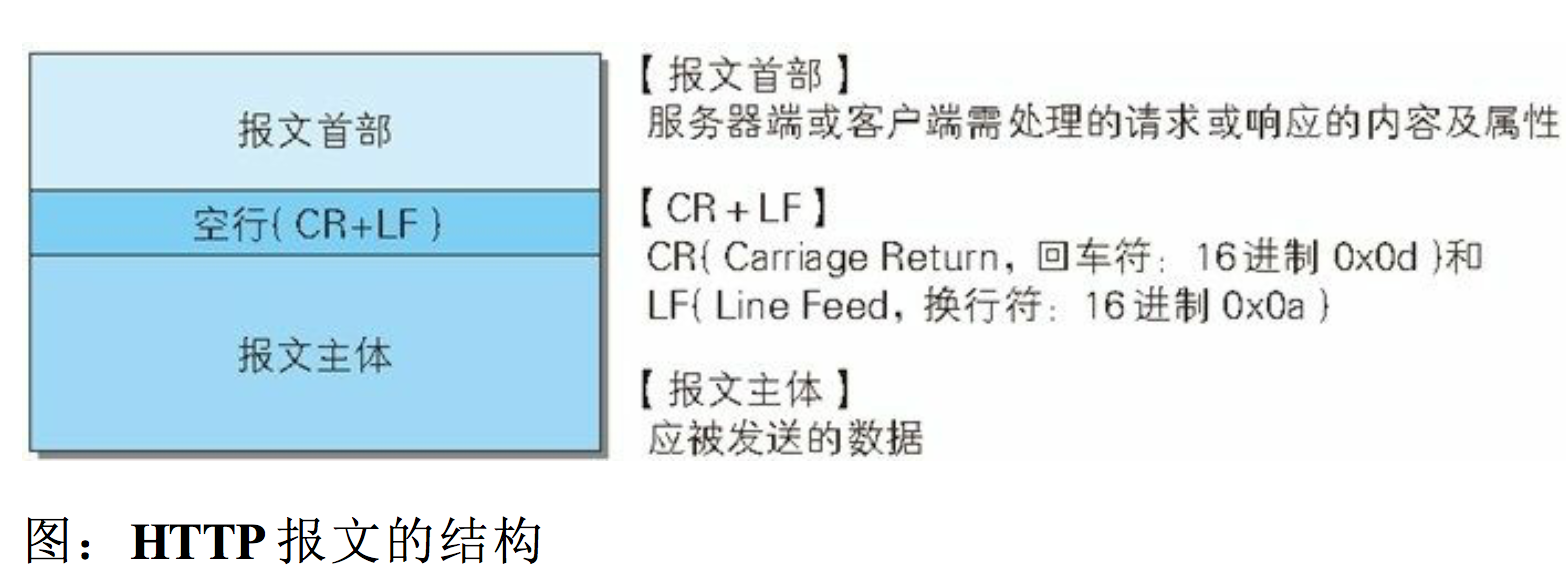 报文首部
空行(CR+LF)
报文主体
【报文首部】
服务器端或客户端需处理的请求或响应的内容及属性
【CR + LF】
CR(Carriage Return，回车符：16 进制 0x0d)和
LF(Line Feed，换行符：16 进制 0x0a)
【报文主体】
应被发送的数据
图：HTTP 报文的结构